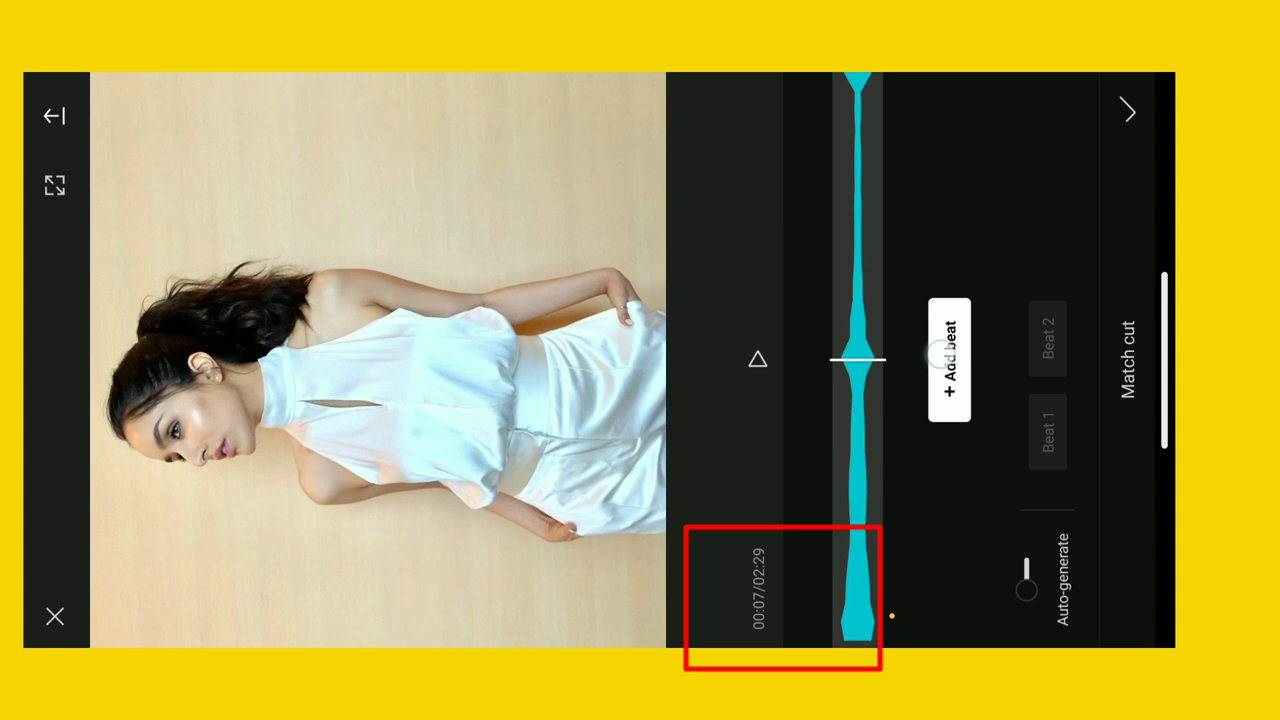 00:07/02:29
+ Add beat
Auto-generate
Beat 1
Beat 2
Match cut